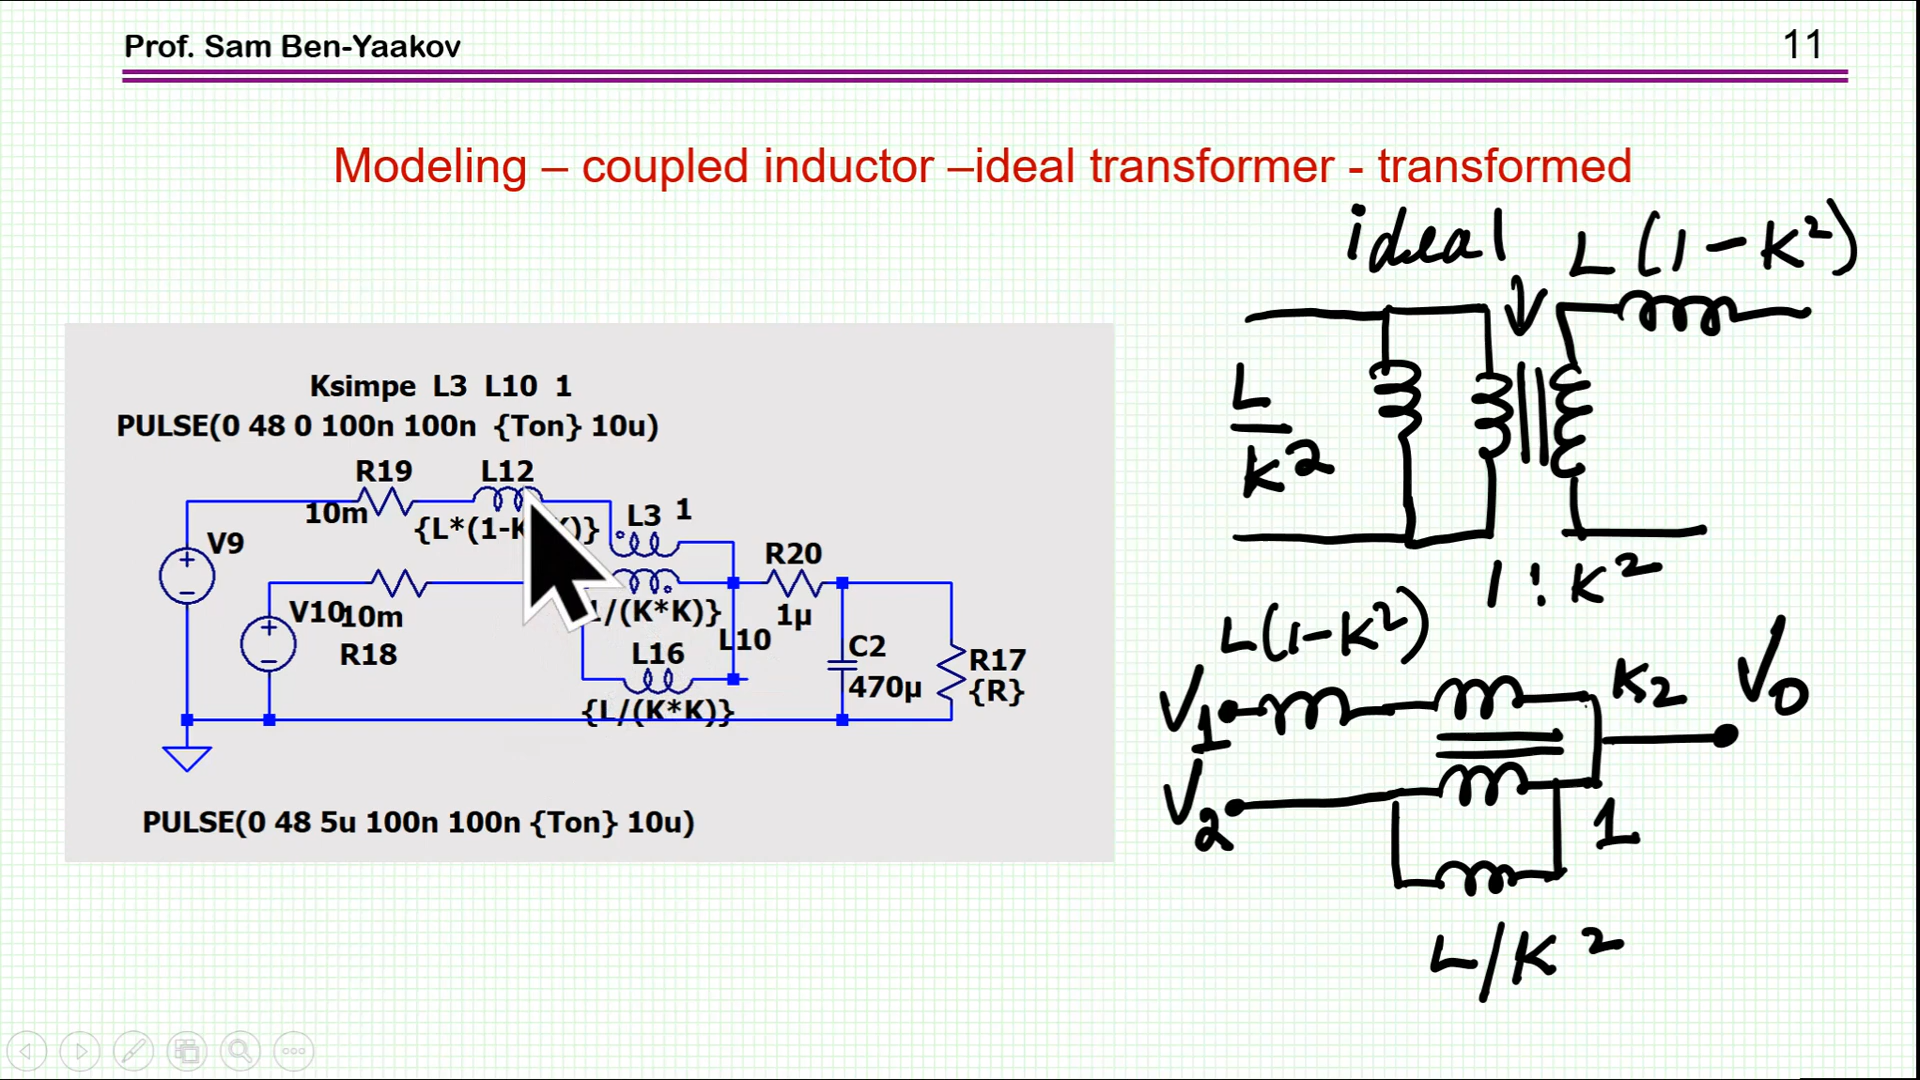 Prof. Sam Ben-Yaakov
11
Modeling – coupled inductor –ideal transformer - transformed
ideal
L (1 - K²)
Ksimpe L3 L10 1
PULSE(0 48 0 100n 100n {Ton} 10u)
R19
L12
10m
L3
1
V9
R20
V10
10m
1µ
L10
R18
L16
C2
R17
470µ
{R}
{L/(K*K)}
PULSE(0 48 5u 100n 100n {Ton} 10u)
L
K²
1 : K²
L(1-K²)
V1
K2
Vo
V2
1
L/K²